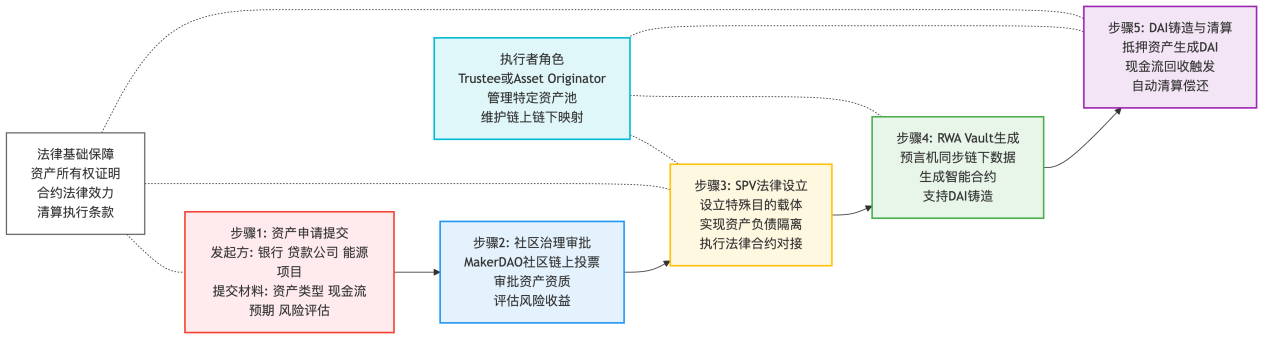 法律基础保障
资产所有权证明
合约法律效力
清算执行条款
步骤1: 资产申请提交
发起方: 银行 贷款公司 能源
项目
提交材料: 资产类型 现金流
预期 风险评估
步骤2: 社区治理审批
MakerDAO社区链上投票
审批资产资质
评估风险收益
执行者角色
Trustee或Asset Originator
管理特定资产池
维护链上链下映射
步骤3: SPV法律设立
设立特殊目的载体
实现资产负债隔离
执行法律合约对接
步骤4: RWA Vault生成
预言机同步链下数据
生成智能合约
支持DAI铸造
步骤5: DAI铸造与清算
抵押资产生成DAI
现金流回收触发
自动清算偿还